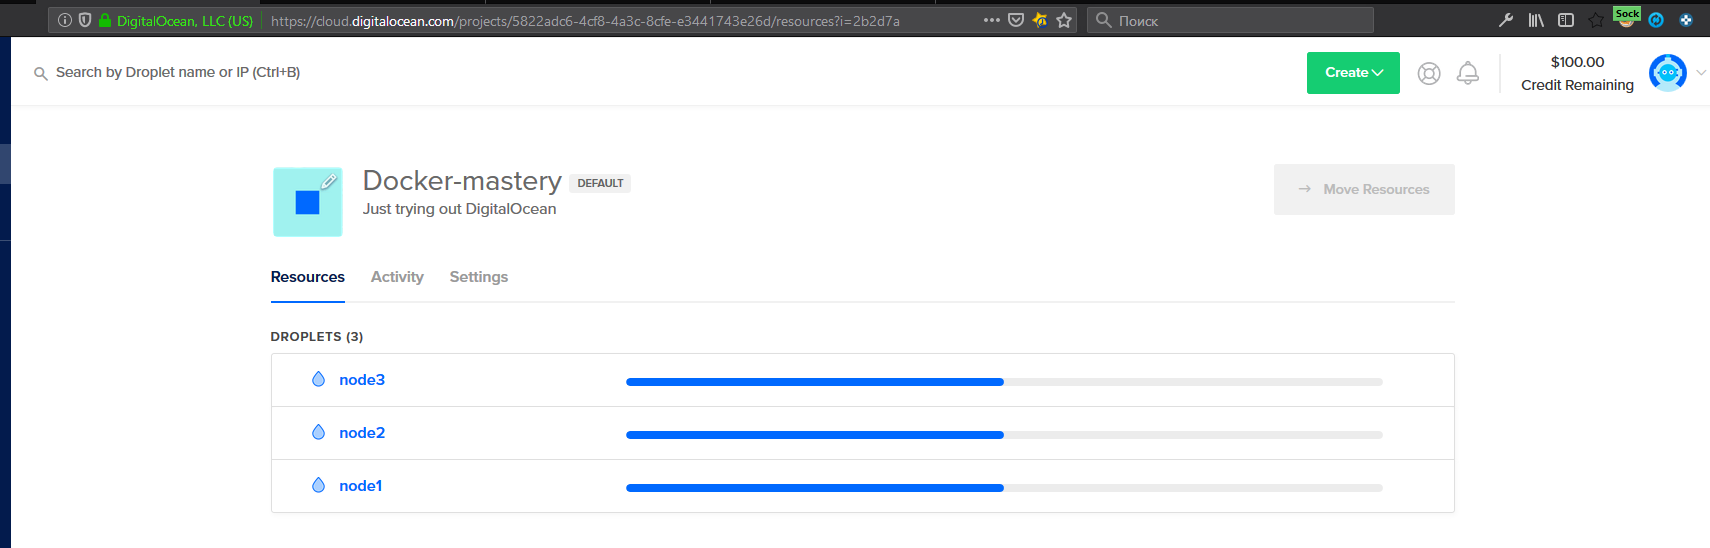 DigitalOcean, LLC (US) https://cloud.digitalocean.com/projects/5822adc6-4cf8-4a3c-8cfe-e3441743e26d/resources?i=2b2d7a Поиск Sock
Search by Droplet name or IP (Ctrl+B) Create $100.00
Credit Remaining
Docker-mastery DEFAULT
Just trying out DigitalOcean
Move Resources
Resources Activity Settings
DROPLETS (3)
node3
node2
node1